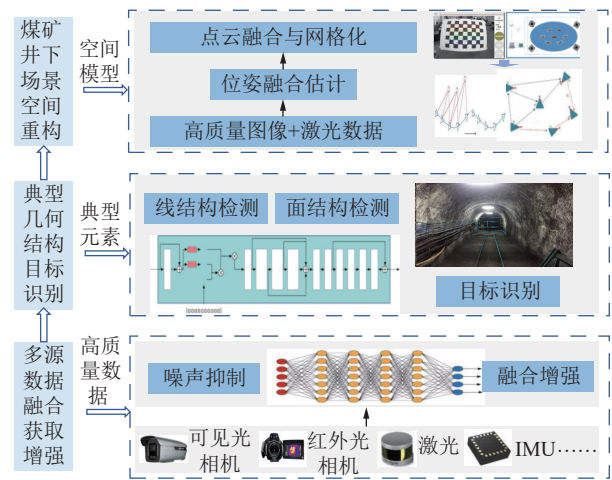 煤矿
井下
场景
空间
重构
空间
模型
点云融合与网格化
位姿融合估计
高质量图像+激光数据
典型
几何
结构
目标
识别
典型
元素
线结构检测
面结构检测
目标识别
多源
数据
融合
获取
增强
高质
量数
据
噪声抑制
融合增强
可见光
相机
红外光
相机
激光
IMU……